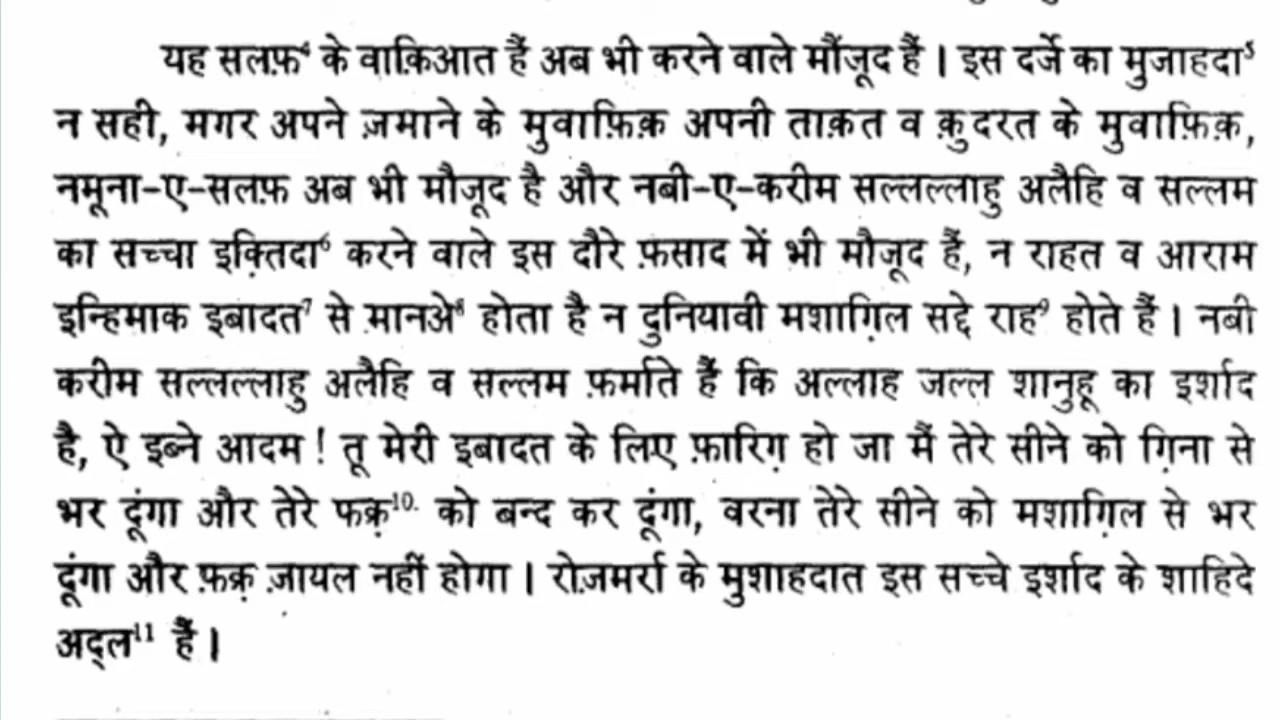 यह सलफ़⁴ के वाक़िआत हैं अब भी करने वाले मौजूद हैं । इस दर्जे का मुजाहदा⁵
न सही, मगर अपने ज़माने के मुवाफ़िक़ अपनी ताक़त व क़ुदरत के मुवाफ़िक़,
नमूना-ए-सलफ़ अब भी मौजूद है और नबी-ए-करीम सल्लल्लाहु अलैहि व सल्लम
का सच्चा इक़्तिदा⁶ करने वाले इस दौरे फ़साद में भी मौजूद हैं, न राहत व आराम
इन्हिमाक इबादत⁷ से मानअे⁸ होता है न दुनियावी मशाग़िल सद्दे राह⁹ होते हैं । नबी
करीम सल्लल्लाहु अलैहि व सल्लम फ़र्माते हैं कि अल्लाह जल्ल शानुहू का इर्शाद
है, ऐ इब्ने आदम ! तू मेरी इबादत के लिए फ़ारिग़ हो जा मैं तेरे सीने को ग़िना से
भर दूंगा और तेरे फक़्र¹⁰· को बन्द कर दूंगा, वरना तेरे सीने को मशाग़िल से भर
दूंगा और फ़क़्र ज़ायल नहीं होगा । रोज़मर्रा के मुशाहदात इस सच्चे इर्शाद के शाहिदे
अद्ल¹¹ हैं ।